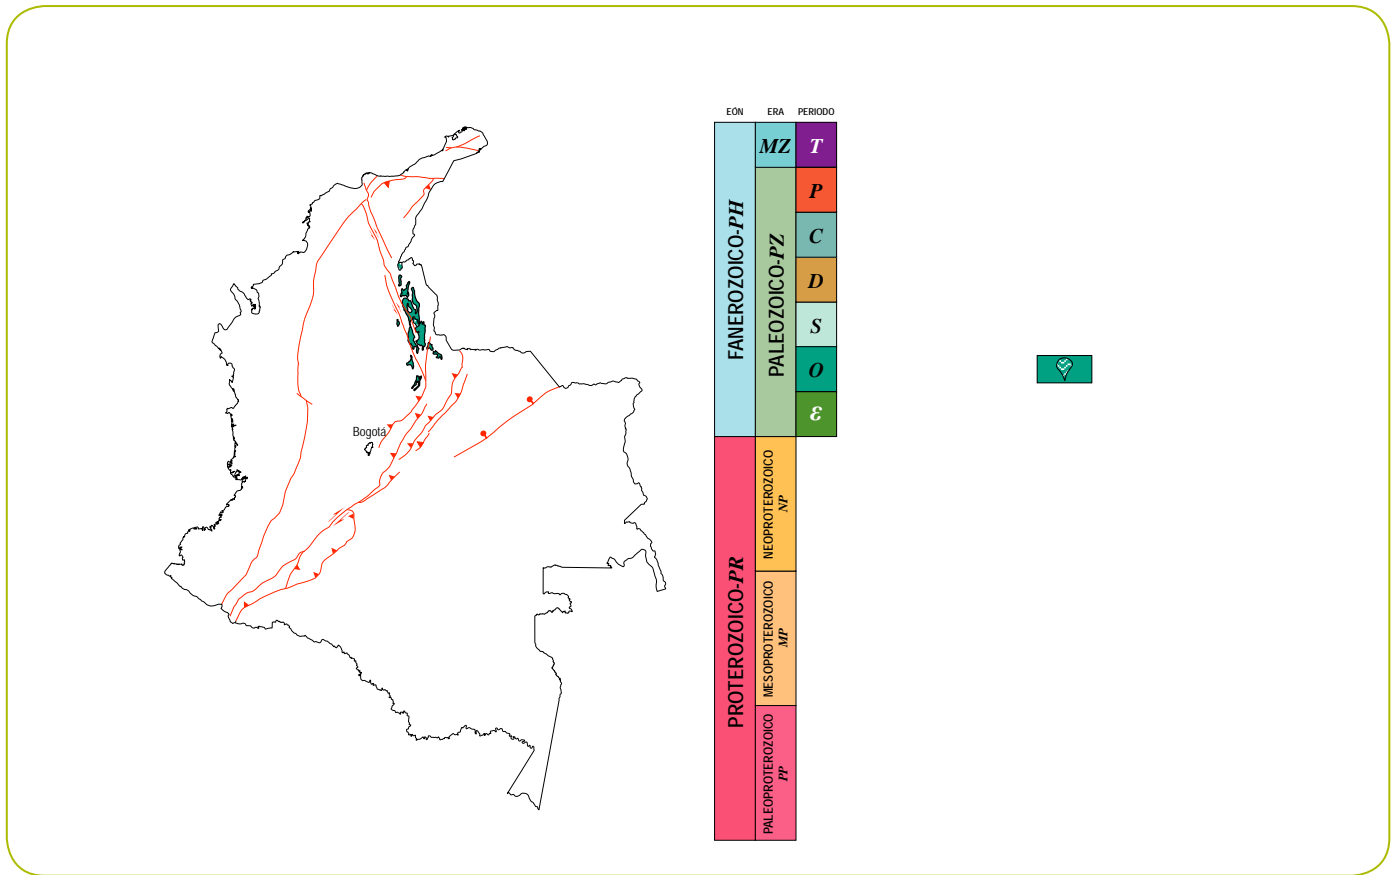 EÓN ERA PERIODO
FANEROZOICO-PH
MZ
T
PALEOZOICO-PZ
P
C
D
S
O
Ɛ
Bogotá
PROTEROZOICO-PR
NEOPROTEROZOICO
NP
MESOPROTEROZOICO
MP
PALEOPROTEROZOICO
PP